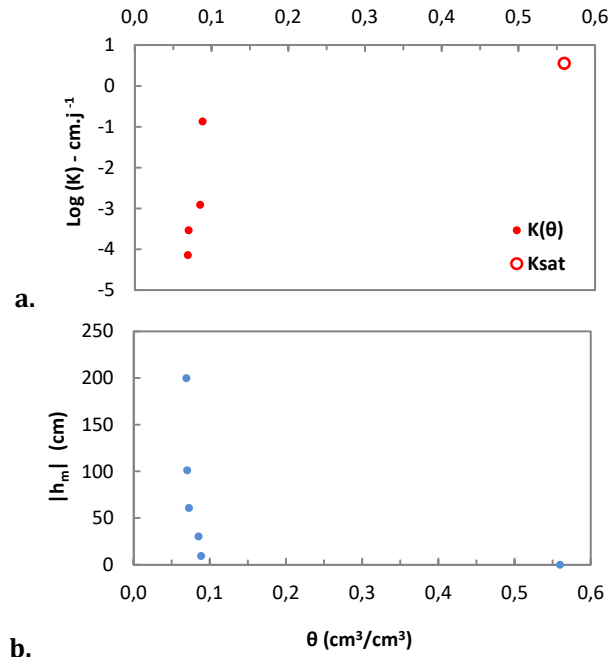 0,0 0,1 0,2 0,3 0,4 0,5 0,6
1
0
-1
-2
-3
-4
-5
Log (K) - cm.j⁻¹
K(θ)
Ksat
a.
250
200
150
100
50
0
|hₘ| (cm)
0,0 0,1 0,2 0,3 0,4 0,5 0,6
θ (cm³/cm³)
b.